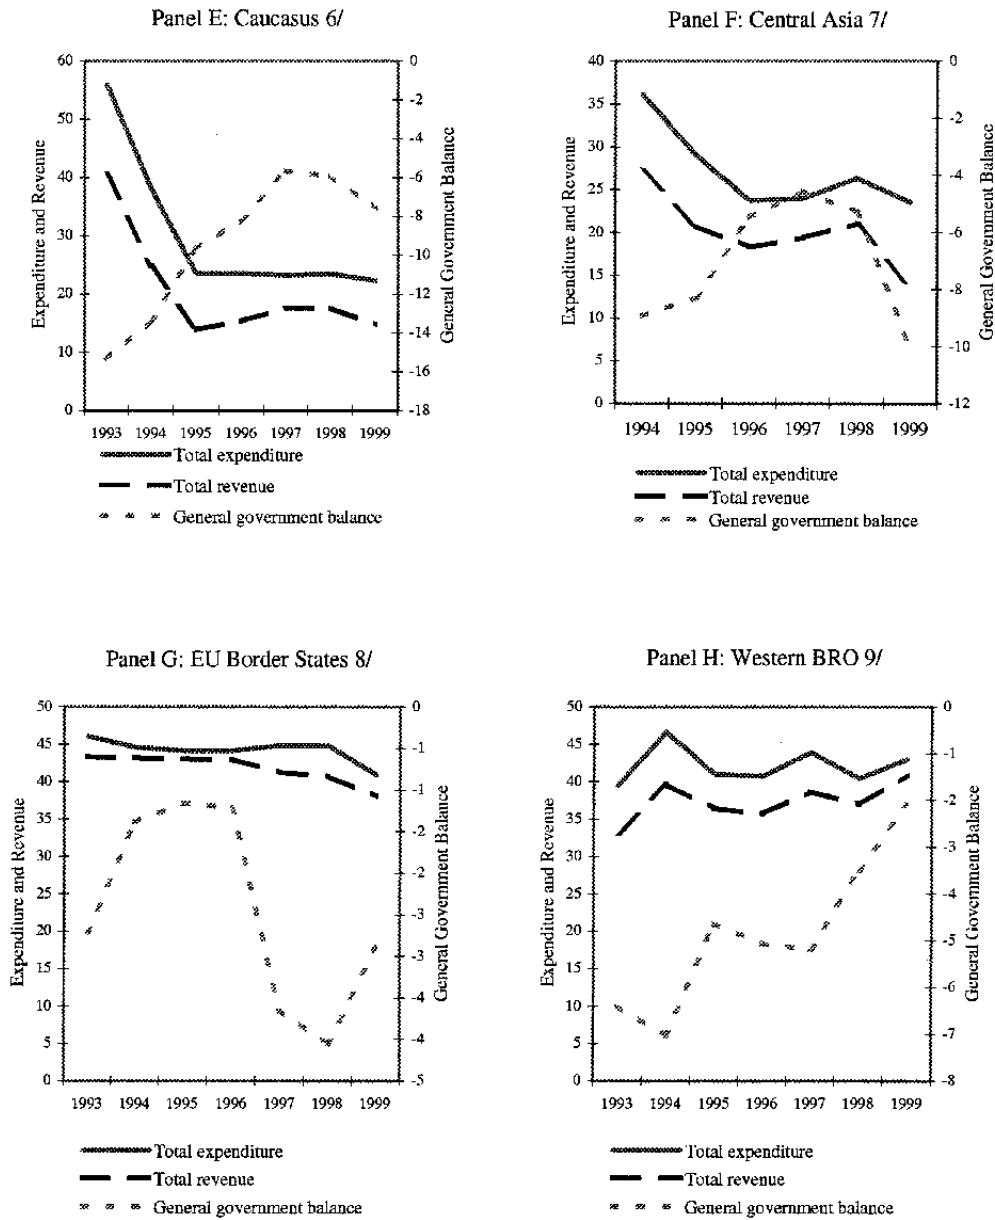 Panel E: Caucasus 6/
60
50
40
30
20
10
0
Expenditure and Revenue
0
-2
-4
-6
-8
-10
-12
-14
-16
-18
General Government Balance
1993 1994 1995 1996 1997 1998 1999
Total expenditure
Total revenue
General government balance
Panel F: Central Asia 7/
40
35
30
25
20
15
10
5
0
Expenditure and Revenue
0
-2
-4
-6
-8
-10
-12
General Government Balance
1994 1995 1996 1997 1998 1999
Total expenditure
Total revenue
General government balance
Panel G: EU Border States 8/
50
45
40
35
30
25
20
15
10
5
0
Expenditure and Revenue
0
-1
-1
-2
-2
-3
-3
-4
-4
-5
General Government Balance
1993 1994 1995 1996 1997 1998 1999
Total expenditure
Total revenue
General government balance
Panel H: Western BRO 9/
50
45
40
35
30
25
20
15
10
5
0
Expenditure and Revenue
0
-1
-2
-3
-4
-5
-6
-7
-8
General Government Balance
1993 1994 1995 1996 1997 1998 1999
Total expenditure
Total revenue
General government balance